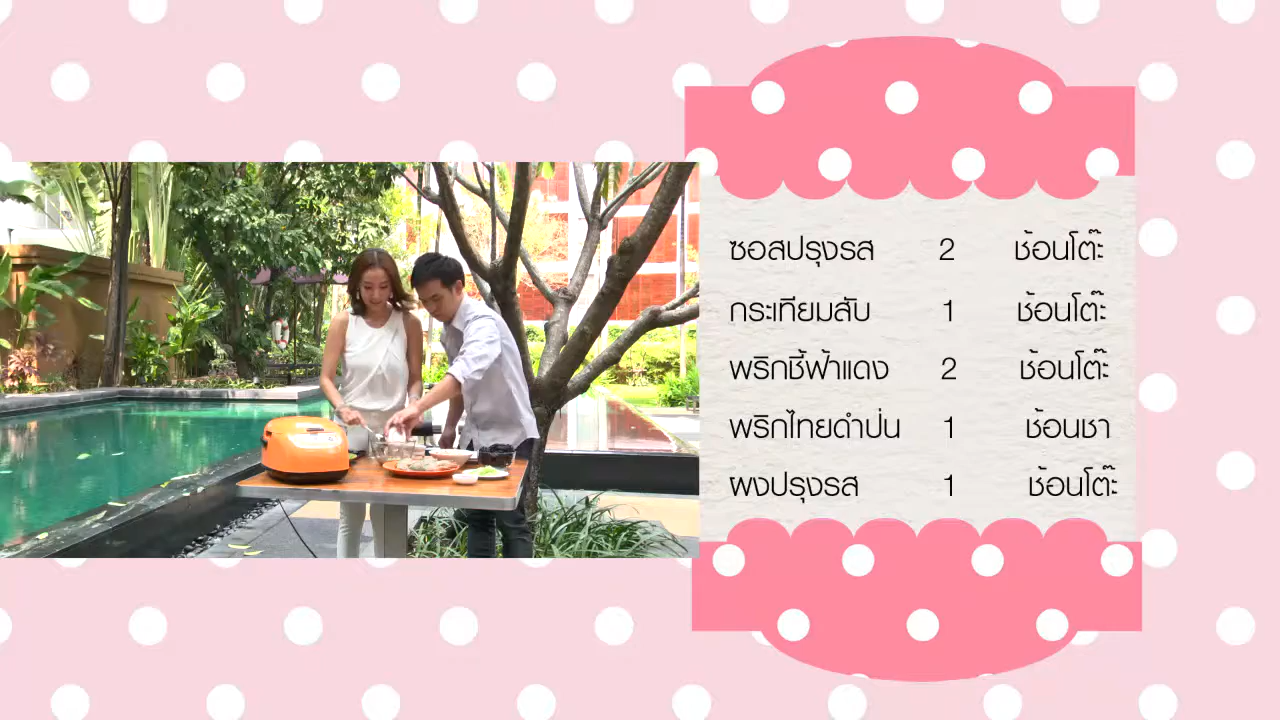 ซอสปรุงรส 2 ช้อนโต๊ะ
กระเทียมสับ 1 ช้อนโต๊ะ
พริกชี้ฟ้าแดง 2 ช้อนโต๊ะ
พริกไทยดำป่น 1 ช้อนชา
ผงปรุงรส 1 ช้อนโต๊ะ